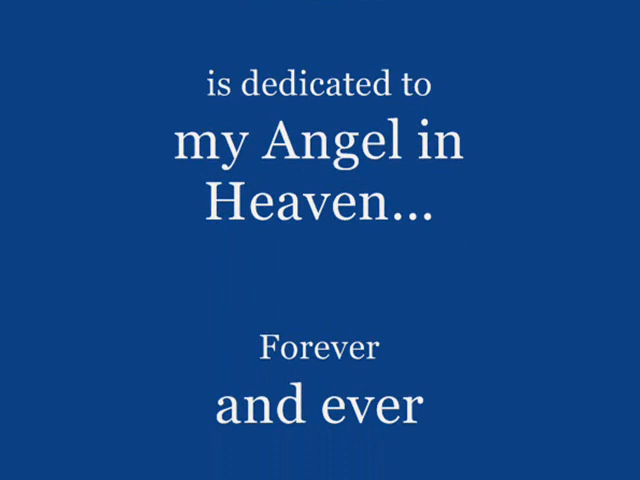 is dedicated to
my Angel in
Heaven...
Forever
and ever